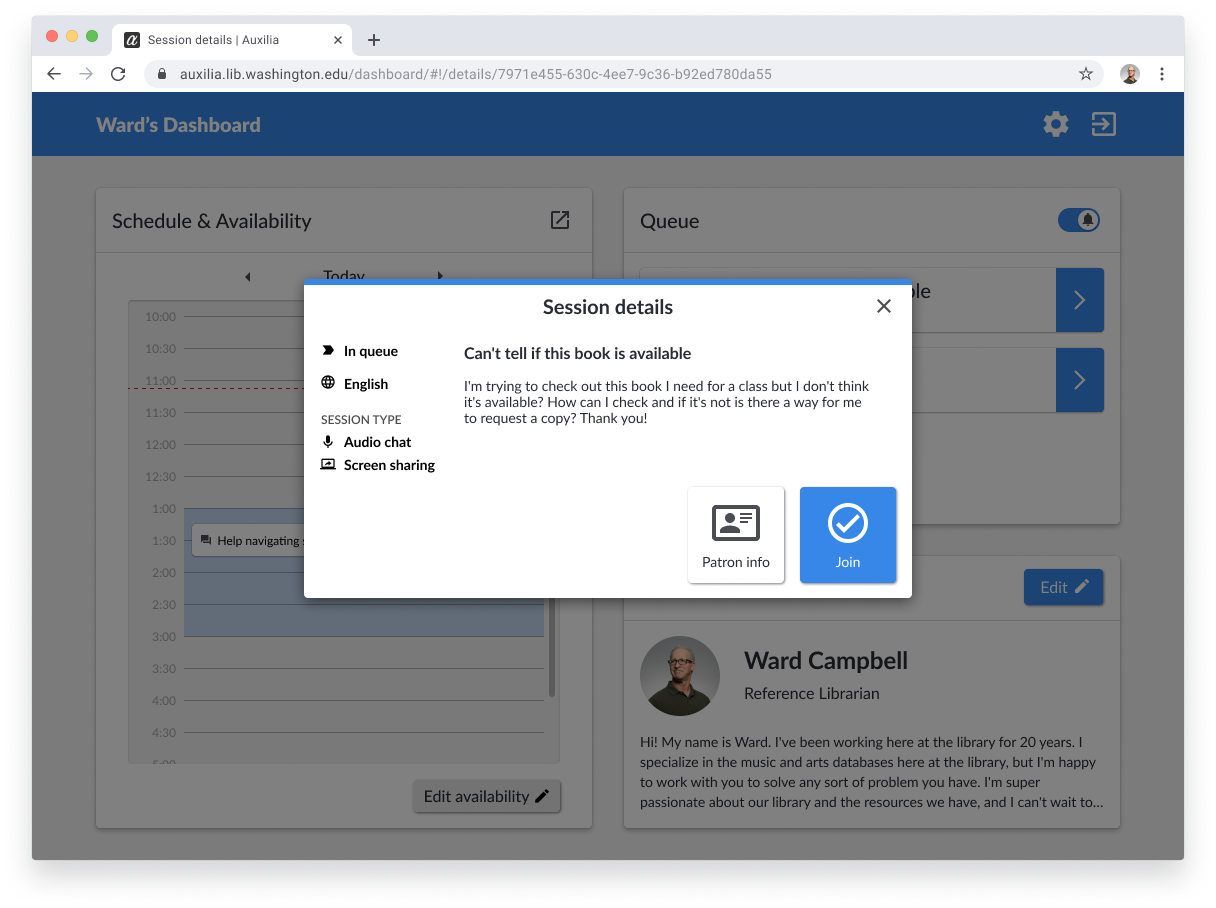 Session details | Auxilia
auxilia.lib.washington.edu/dashboard/#!/details/7971e455-630c-4ee7-9c36-b92ed780da55
Ward’s Dashboard
Schedule & Availability
Today
10:00
10:30
11:00
11:30
12:00
12:30
1:00
1:30
Help navigating
2:00
2:30
3:00
3:30
4:00
4:30
5:00
Edit availability
Queue
Session details
In queue
English
SESSION TYPE
Audio chat
Screen sharing
Can't tell if this book is available
I'm trying to check out this book I need for a class but I don't think
it's available? How can I check and if it's not is there a way for me
to request a copy? Thank you!
Patron info
Join
Edit
Ward Campbell
Reference Librarian
Hi! My name is Ward. I've been working here at the library for 20 years. I
specialize in the music and arts databases here at the library, but I'm happy
to work with you to solve any sort of problem you have. I'm super
passionate about our library and the resources we have, and I can't wait to...